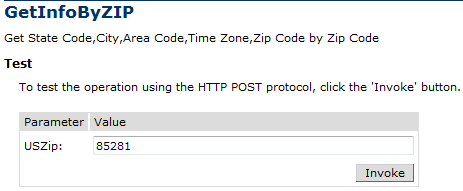 GetInfoByZIP
Get State Code,City,Area Code,Time Zone,Zip Code by Zip Code
Test
To test the operation using the HTTP POST protocol, click the 'Invoke' button.
Parameter Value
USZip: 85281
Invoke